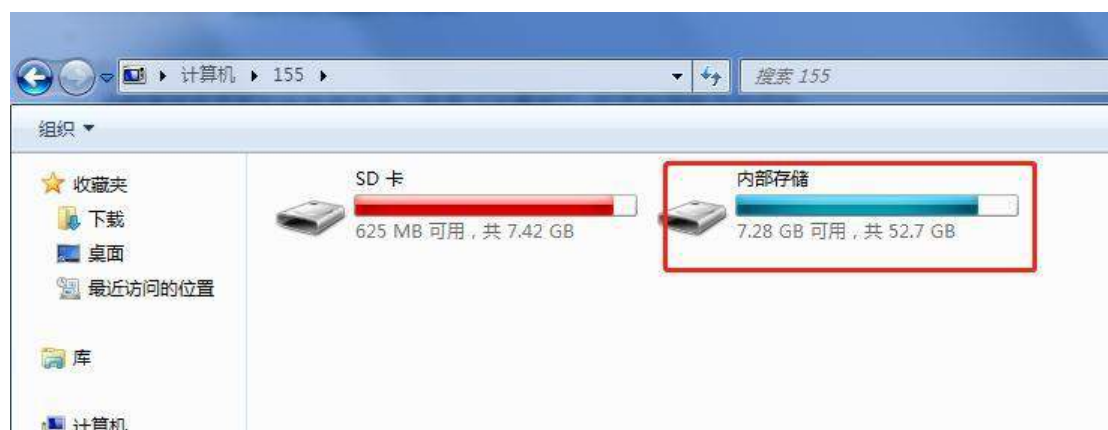 计算机 155
搜索 155
组织
收藏夹
下载
桌面
最近访问的位置
库
计算机
SD 卡
625 MB 可用，共 7.42 GB
内部存储
7.28 GB 可用，共 52.7 GB